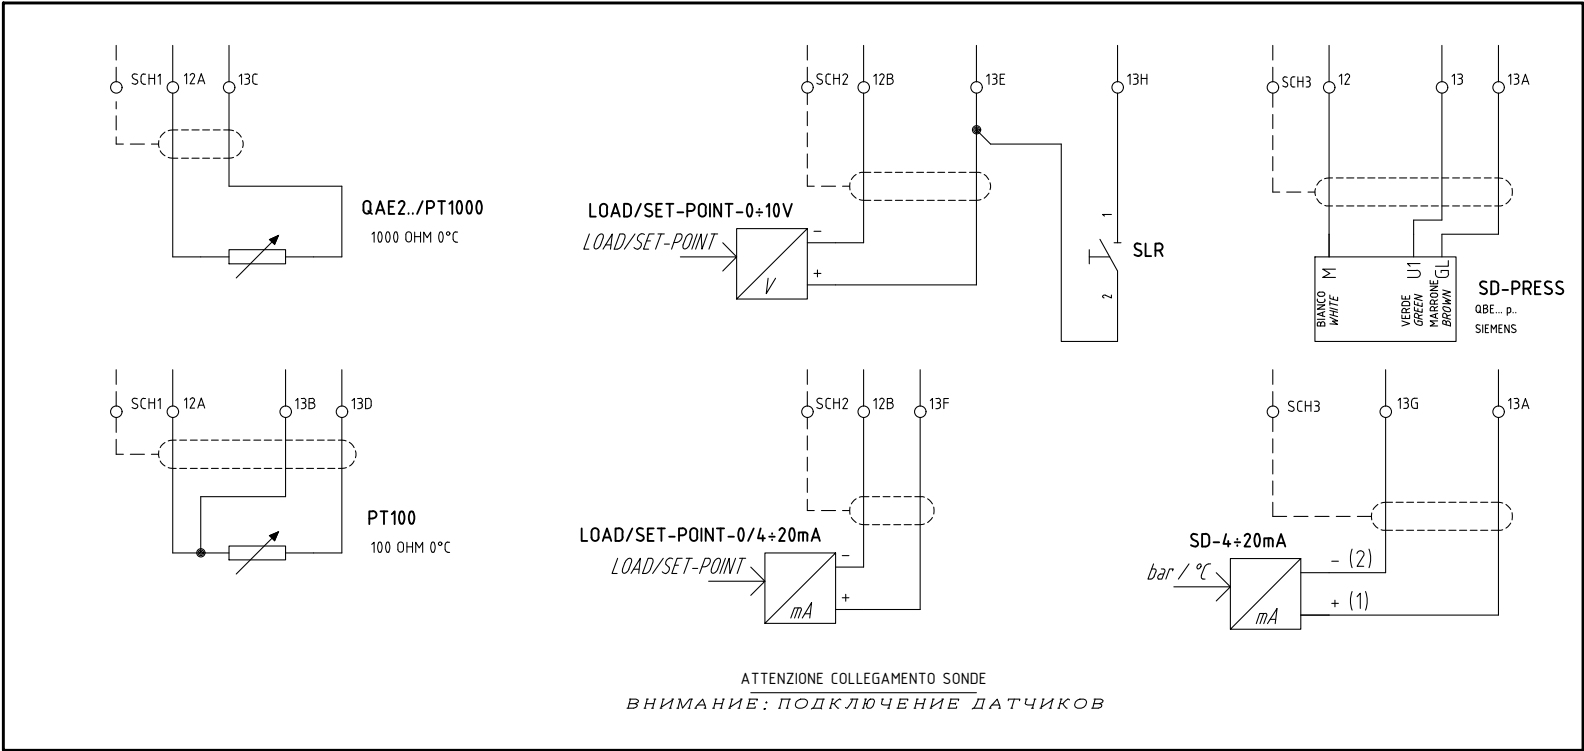 SCH1 12A 13C
QAE2../PT1000
1000 OHM 0°C
SCH2 12B 13E 13H
LOAD/SET-POINT-0÷10V
LOAD/SET-POINT
-
+
V
1
SLR
2
SCH3 12 13 13A
M U1 GL
BIANCO
WHITE
VERDE
GREEN
MARRONE
BROWN
SD-PRESS
QBE... p..
SIEMENS
SCH1 12A 13B 13D
PT100
100 OHM 0°C
SCH2 12B 13F
LOAD/SET-POINT-0/4÷20mA
LOAD/SET-POINT
-
+
mA
SCH3 13G 13A
SD-4÷20mA
bar / °C
- (2)
+ (1)
mA
ATTENZIONE COLLEGAMENTO SONDE
ВНИМАНИЕ: ПОДКЛЮЧЕНИЕ ДАТЧИКОВ